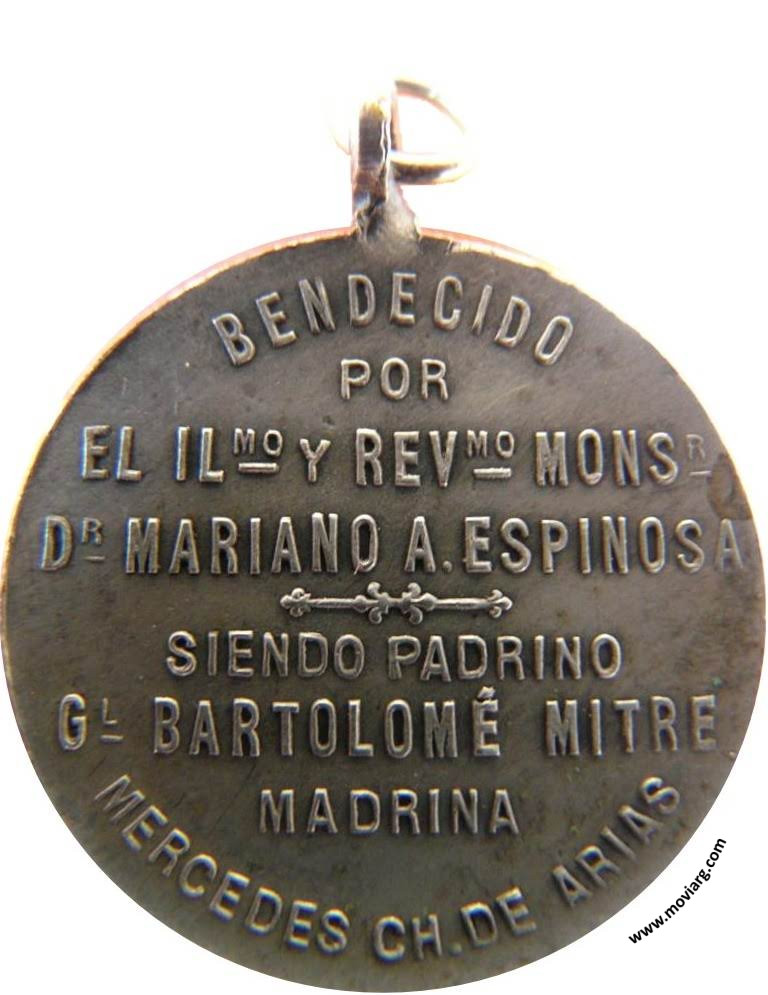 BENDECIDO
POR
EL ILMO Y REVMO MONSR
DR MARIANO A. ESPINOSA
SIENDO PADRINO
GL BARTOLOMÉ MITRE
MADRINA
MERCEDES CH. DE ARIAS
www.moviarg.com